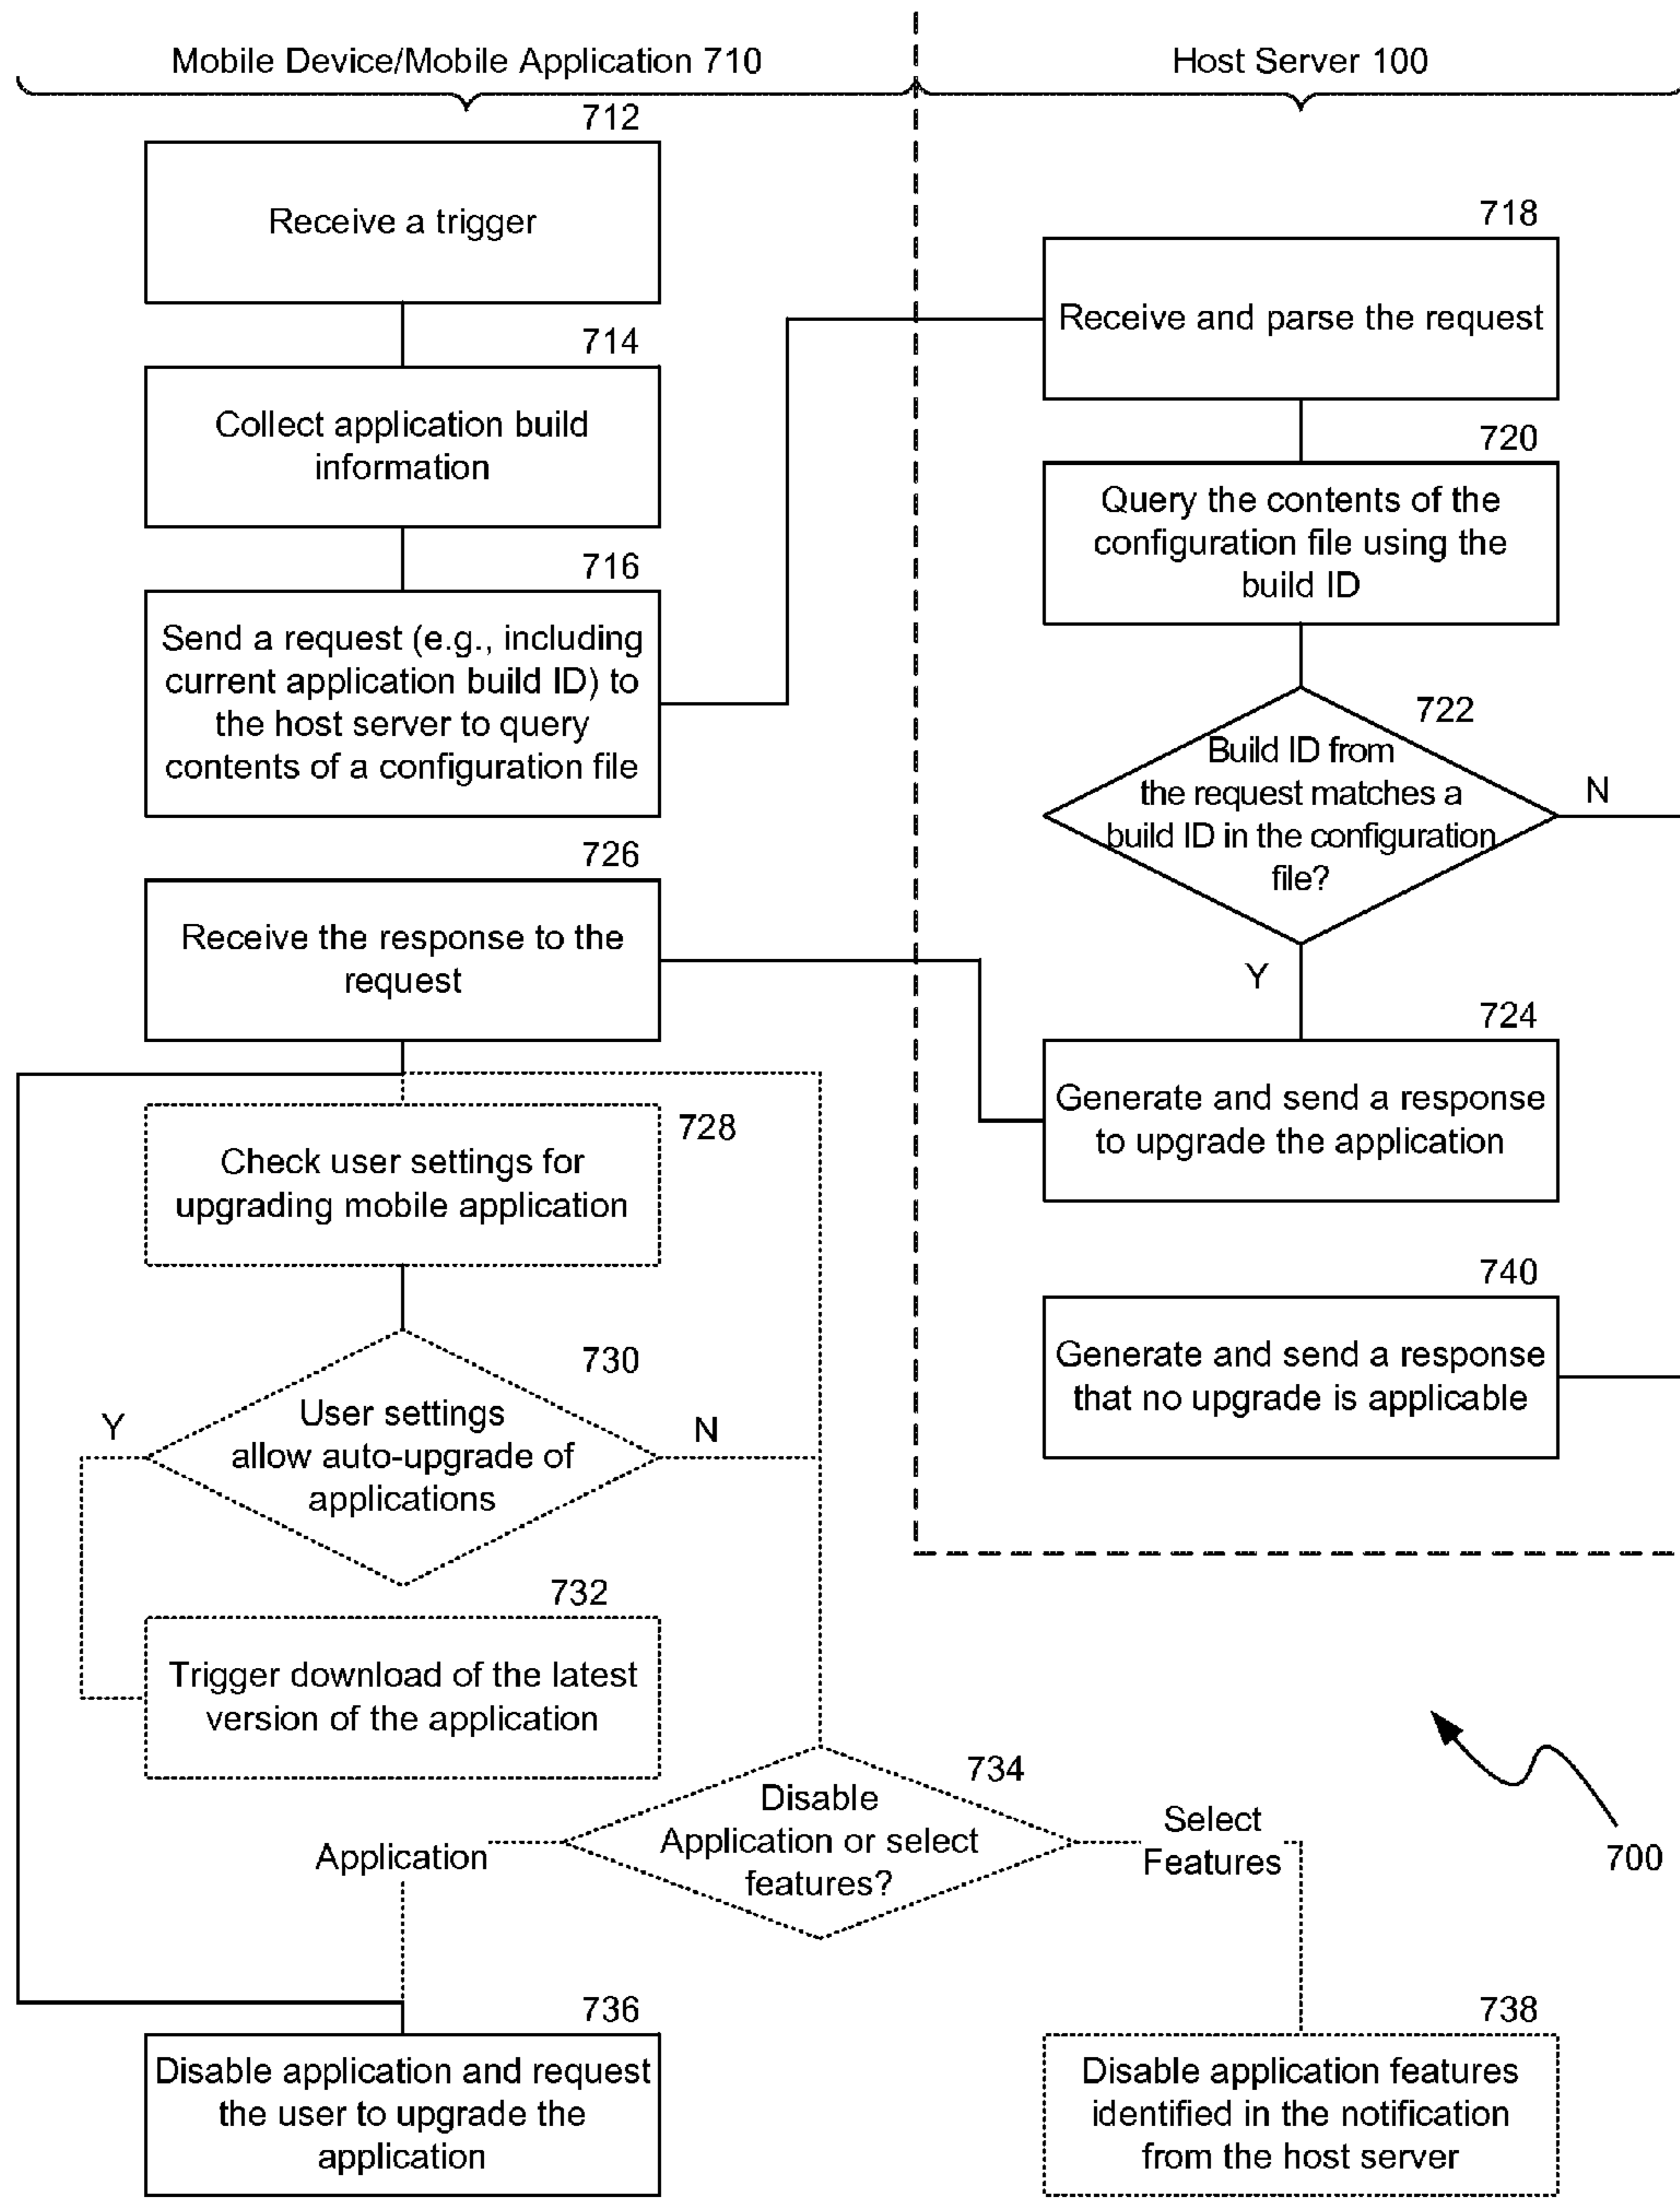 Mobile Device/Mobile Application 710
Host Server 100
712
Receive a trigger
714
Collect application build
information
716
Send a request (e.g., including
current application build ID) to
the host server to query
contents of a configuration file
718
Receive and parse the request
720
Query the contents of the
configuration file using the
build ID
722
Build ID from
the request matches a
build ID in the configuration
file?
N
Y
724
Generate and send a response
to upgrade the application
726
Receive the response to the
request
728
Check user settings for
upgrading mobile application
730
User settings
allow auto-upgrade of
applications
Y
N
732
Trigger download of the latest
version of the application
740
Generate and send a response
that no upgrade is applicable
734
Disable
Application or select
features?
Application
Select
Features
700
736
Disable application and request
the user to upgrade the
application
738
Disable application features
identified in the notification
from the host server